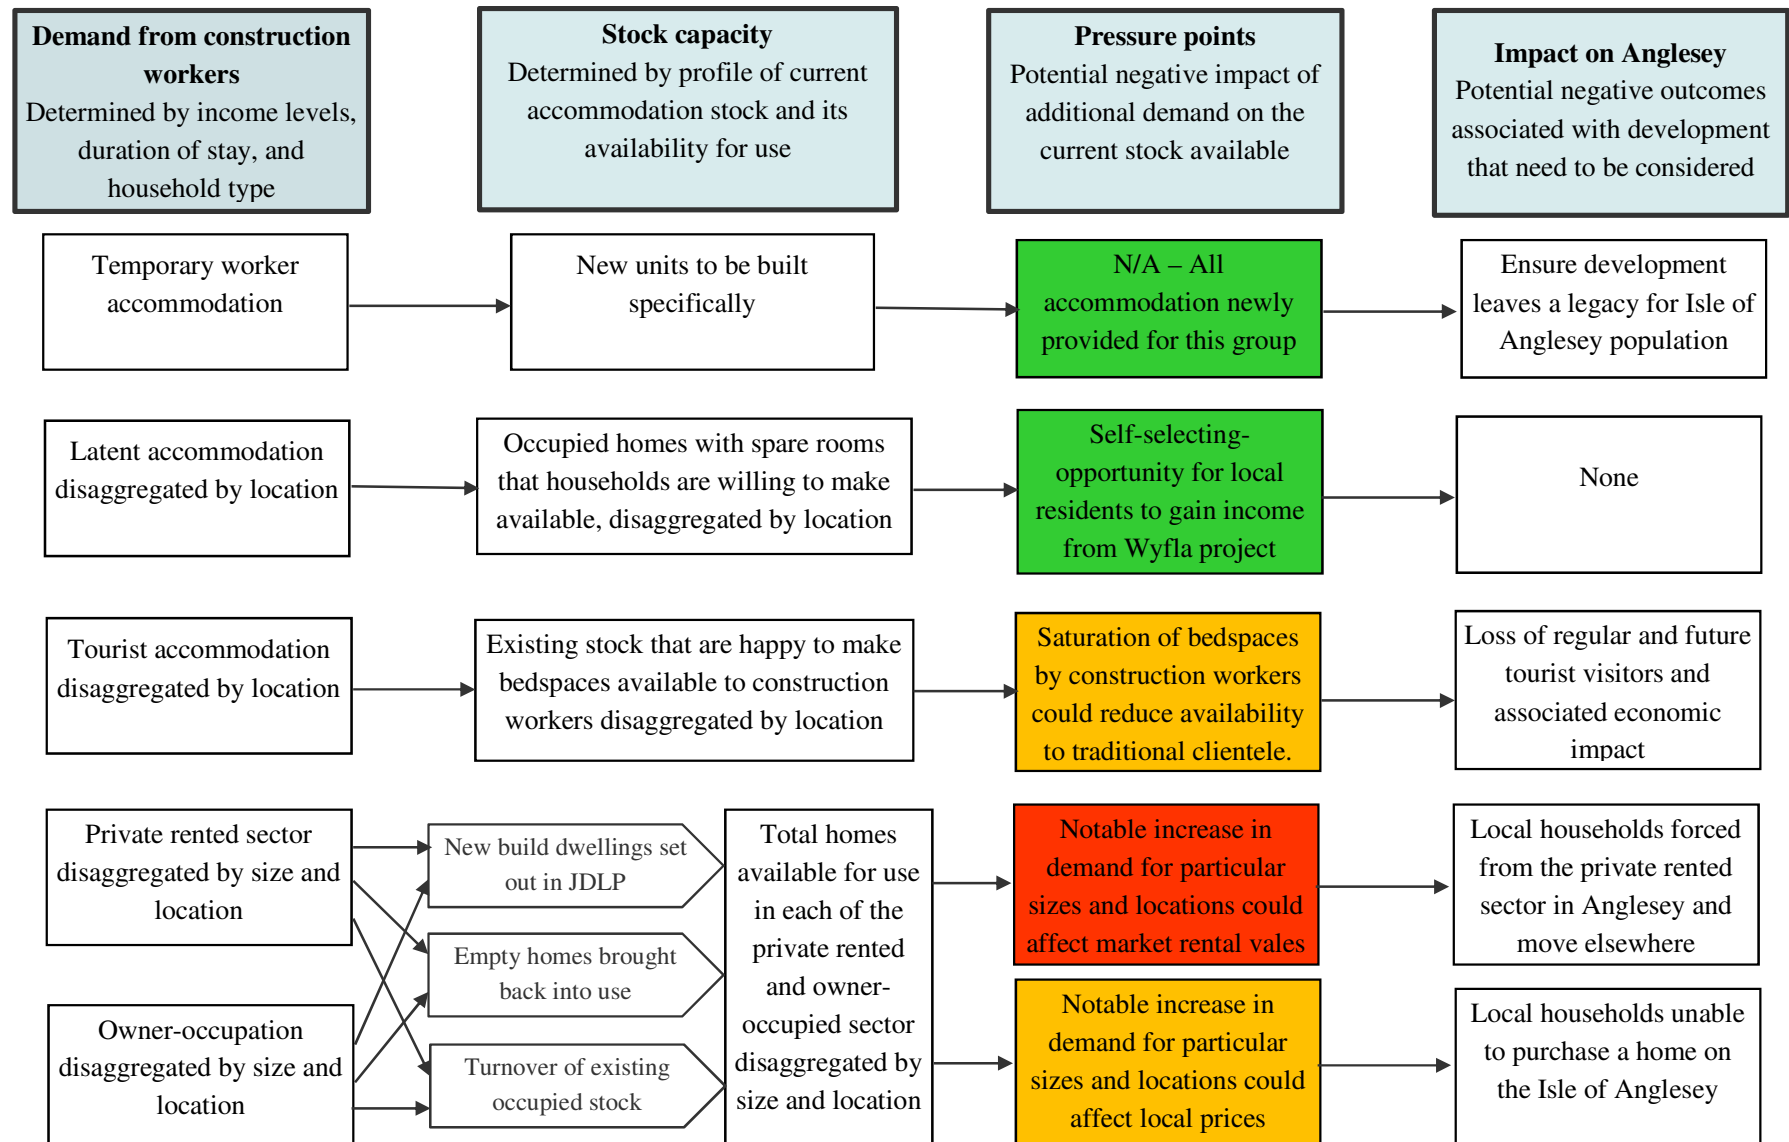 Demand from construction
workers
Determined by income levels,
duration of stay, and
household type
Stock capacity
Determined by profile of current
accommodation stock and its
availability for use
Pressure points
Potential negative impact of
additional demand on the
current stock available
Impact on Anglesey
Potential negative outcomes
associated with development
that need to be considered
Temporary worker
accommodation
New units to be built
specifically
N/A – All
accommodation newly
provided for this group
Ensure development
leaves a legacy for Isle of
Anglesey population
Latent accommodation
disaggregated by location
Occupied homes with spare rooms
that households are willing to make
available, disaggregated by location
Self-selecting-
opportunity for local
residents to gain income
from Wyfla project
None
Tourist accommodation
disaggregated by location
Existing stock that are happy to make
bedspaces available to construction
workers disaggregated by location
Saturation of bedspaces
by construction workers
could reduce availability
to traditional clientele.
Loss of regular and future
tourist visitors and
associated economic
impact
Private rented sector
disaggregated by size and
location
Owner-occupation
disaggregated by size and
location
New build dwellings set
out in JDLP
Empty homes brought
back into use
Turnover of existing
occupied stock
Total homes
available for use
in each of the
private rented
and owner-
occupied sector
disaggregated by
size and location
Notable increase in
demand for particular
sizes and locations could
affect market rental vales
Local households forced
from the private rented
sector in Anglesey and
move elsewhere
Notable increase in
demand for particular
sizes and locations could
affect local prices
Local households unable
to purchase a home on
the Isle of Anglesey